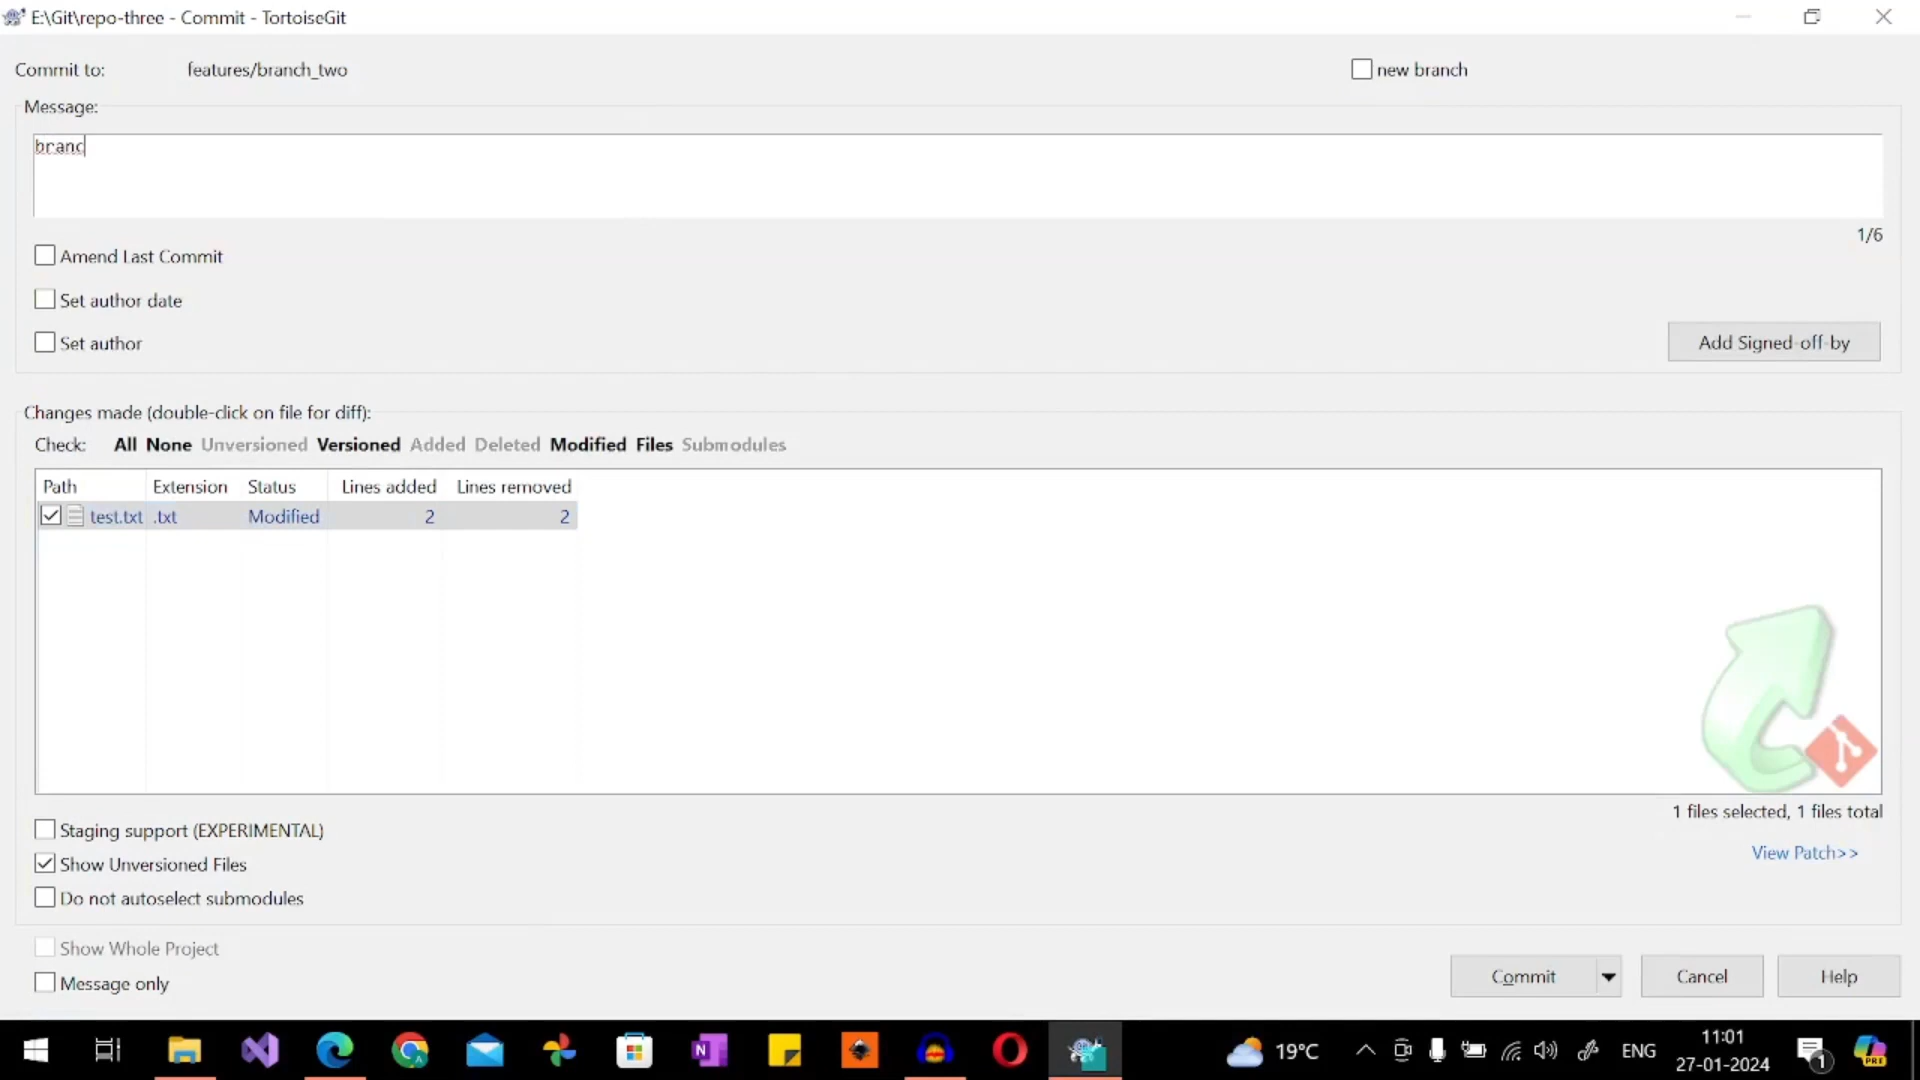 E:\Git\repo-three - Commit - TortoiseGit
Commit to: features/branch_two new branch
Message:
branc
1/6
Amend Last Commit
Set author date
Set author
Add Signed-off-by
Changes made (double-click on file for diff):
Check: All None Unversioned Versioned Added Deleted Modified Files Submodules
Path Extension Status Lines added Lines removed
test.txt .txt Modified 2 2
1 files selected, 1 files total
Staging support (EXPERIMENTAL)
View Patch>>
Show Unversioned Files
Do not autoselect submodules
Show Whole Project
Message only
Commit Cancel Help
19°C ENG 11:01
27-01-2024
1
N
PRE